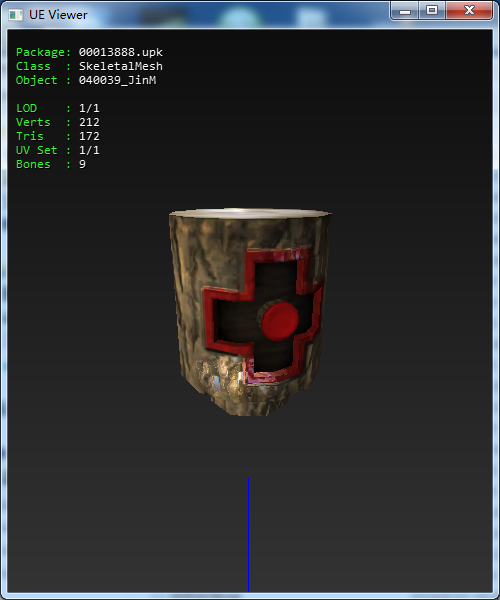 UE Viewer
Package: 00013888.upk
Class : SkeletalMesh
Object : 040039_JinM
LOD : 1/1
Verts : 212
Tris : 172
UV Set : 1/1
Bones : 9